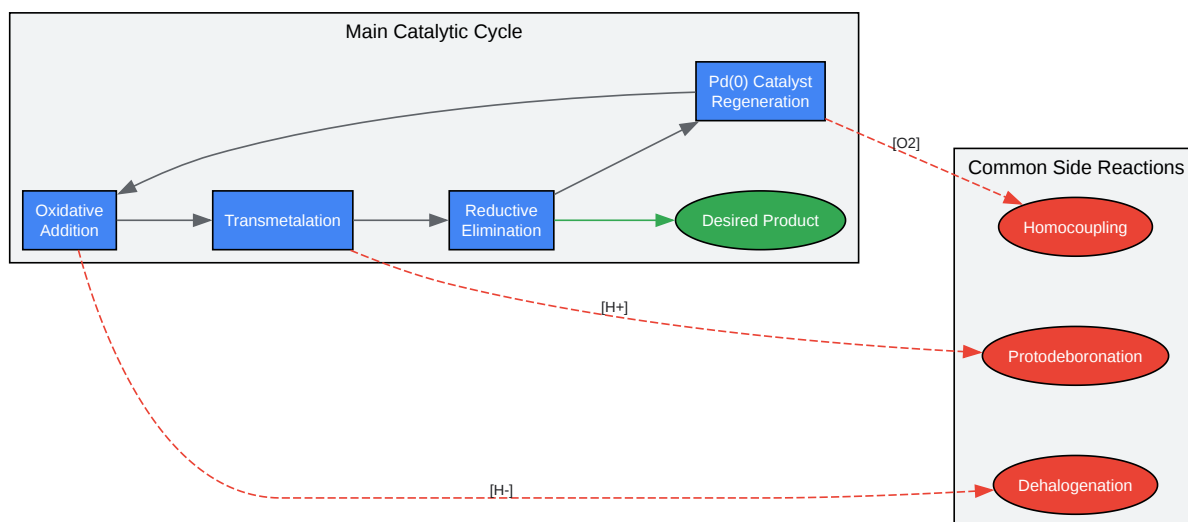 Main Catalytic Cycle
Pd(0) Catalyst
Regeneration
[O2]
Common Side Reactions
Oxidative
Addition
Transmetalation
Reductive
Elimination
Desired Product
Homocoupling
[H+]
Protodeboronation
[H-]
Dehalogenation